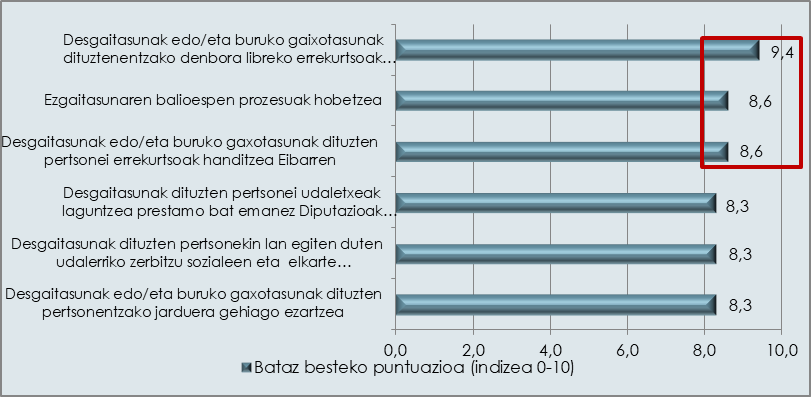 Desgaitasunak edo/eta buruko gaixotasunak
dituztenentzako denbora libreko errekurtsoak…
9,4
Ezgaitasunaren balioespen prozesuak hobetzea
8,6
Desgaitasunak edo/eta buruko gaxotasunak dituzten
pertsonei errekurtsoak handitzea Eibarren
8,6
Desgaitasunak dituzten pertsonei udaletxeak
laguntzea prestamo bat emanez Diputazioak…
8,3
Desgaitasunak dituzten pertsonekin lan egiten duten
udalerriko zerbitzu sozialeen eta elkarte…
8,3
Desgaitasunak edo/eta buruko gaxotasunak dituzten
pertsonentzako jarduera gehiago ezartzea
8,3
0,0 2,0 4,0 6,0 8,0 10,0
Bataz besteko puntuazioa (indizea 0-10)